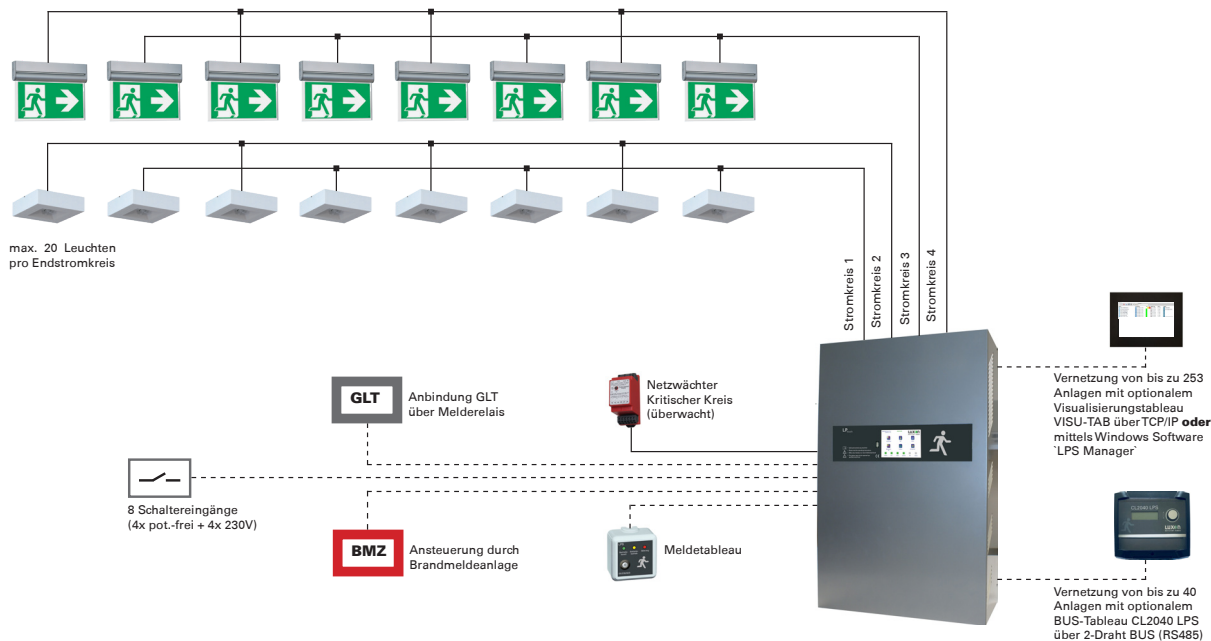 max. 20 Leuchten
pro Endstromkreis
Stromkreis 1
Stromkreis 2
Stromkreis 3
Stromkreis 4
GLT
Anbindung GLT
über Melderelais
Netzwächter
Kritischer Kreis
(überwacht)
8 Schaltereingänge
(4x pot.-frei + 4x 230V)
BMZ
Ansteuerung durch
Brandmeldeanlage
Meldetableau
Vernetzung von bis zu 253
Anlagen mit optionalem
Visualisierungstableau
VISU-TAB über TCP/IP oder
mittels Windows Software
`LPS Manager`
CL2040 LPS
Vernetzung von bis zu 40
Anlagen mit optionalem
BUS-Tableau CL2040 LPS
über 2-Draht BUS (RS485)